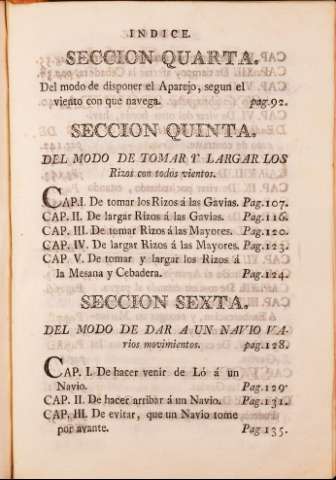 INDICE.
SECCION QUARTA.
Del modo de disponer el Aparejo, segun el
viento con que navega. pag.92.
SECCION QUINTA.
DEL MODO DE TOMAR Y LARGAR LOS
Rizos con todos vientos.
CAP.I. De tomar los Rizos á las Gavias. Pag.107.
CAP. II. De largar Rizos á las Gavias. Pag.116.
CAP. III. De tomar Rizos á las Mayores. Pag.120.
CAP. IV. De largar Rizos á las Mayores. Pag.123.
CAP V. De tomar y largar los Rizos á
la Mesana y Cebadera. Pag.124.
SECCION SEXTA.
DEL MODO DE DAR A UN NAVIO VA-
rios movimientos. pag.128.
CAP. I. De hacer venir de Ló á un
Navio. Pag.129.
CAP. II. De hacer arribar á un Navio. Pag.131.
CAP. III. De evitar, que un Navio tome
por avante. Pag 135.